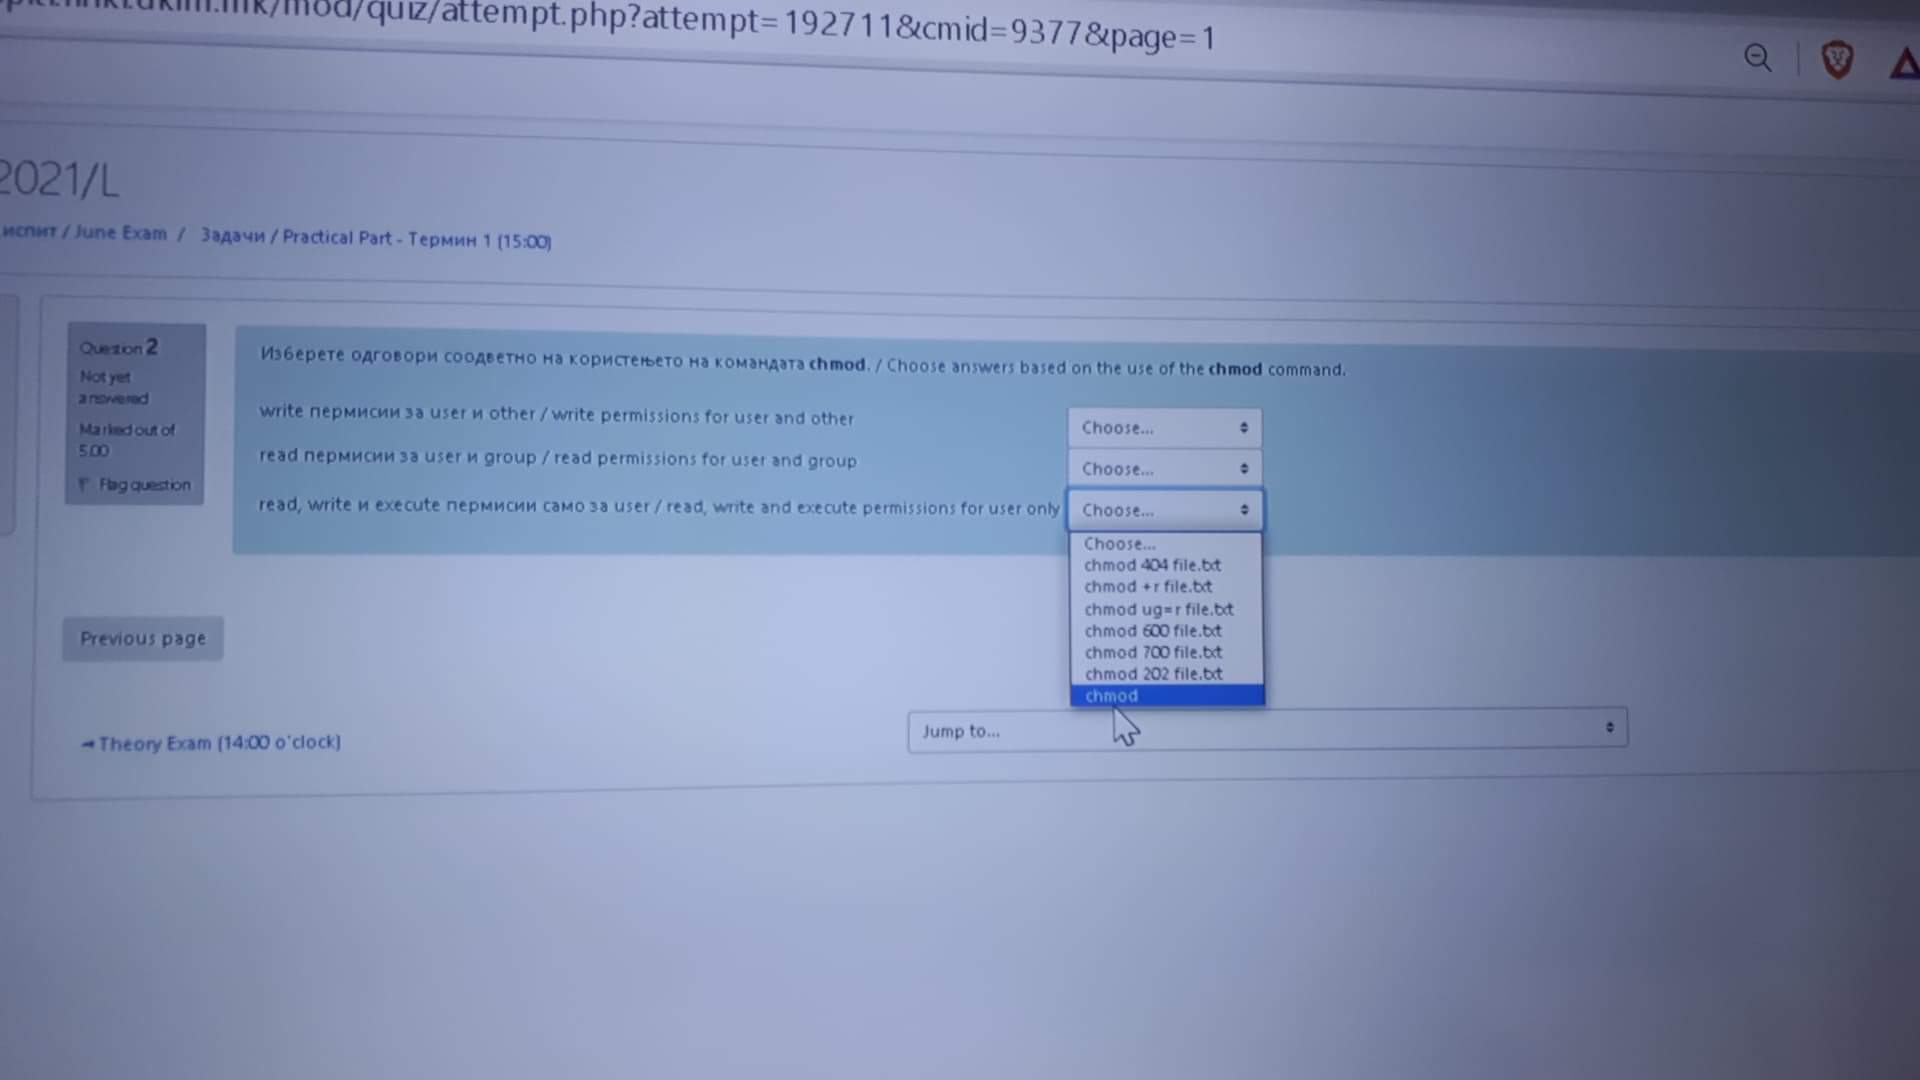 mod/quiz/attempt.php?attempt=192711&cmid=9377&page=1
2021/L
испит / June Exam / Задачи / Practical Part - Термин 1 (15:00)
Question 2
Not yet
answered
Marked out of
5.00
Flag question
Изберете одговори соодветно на користењето на командата chmod. / Choose answers based on the use of the chmod command.
write пермисии за user и other / write permissions for user and other
Choose...
read пермисии за user и group / read permissions for user and group
Choose...
read, write и execute пермисии само за user / read, write and execute permissions for user only
Choose...
Choose...
chmod 404 file.txt
chmod +r file.txt
chmod ug=r file.txt
chmod 600 file.txt
chmod 700 file.txt
chmod 202 file.txt
chmod
Previous page
◄ Theory Exam (14:00 o'clock)
Jump to...